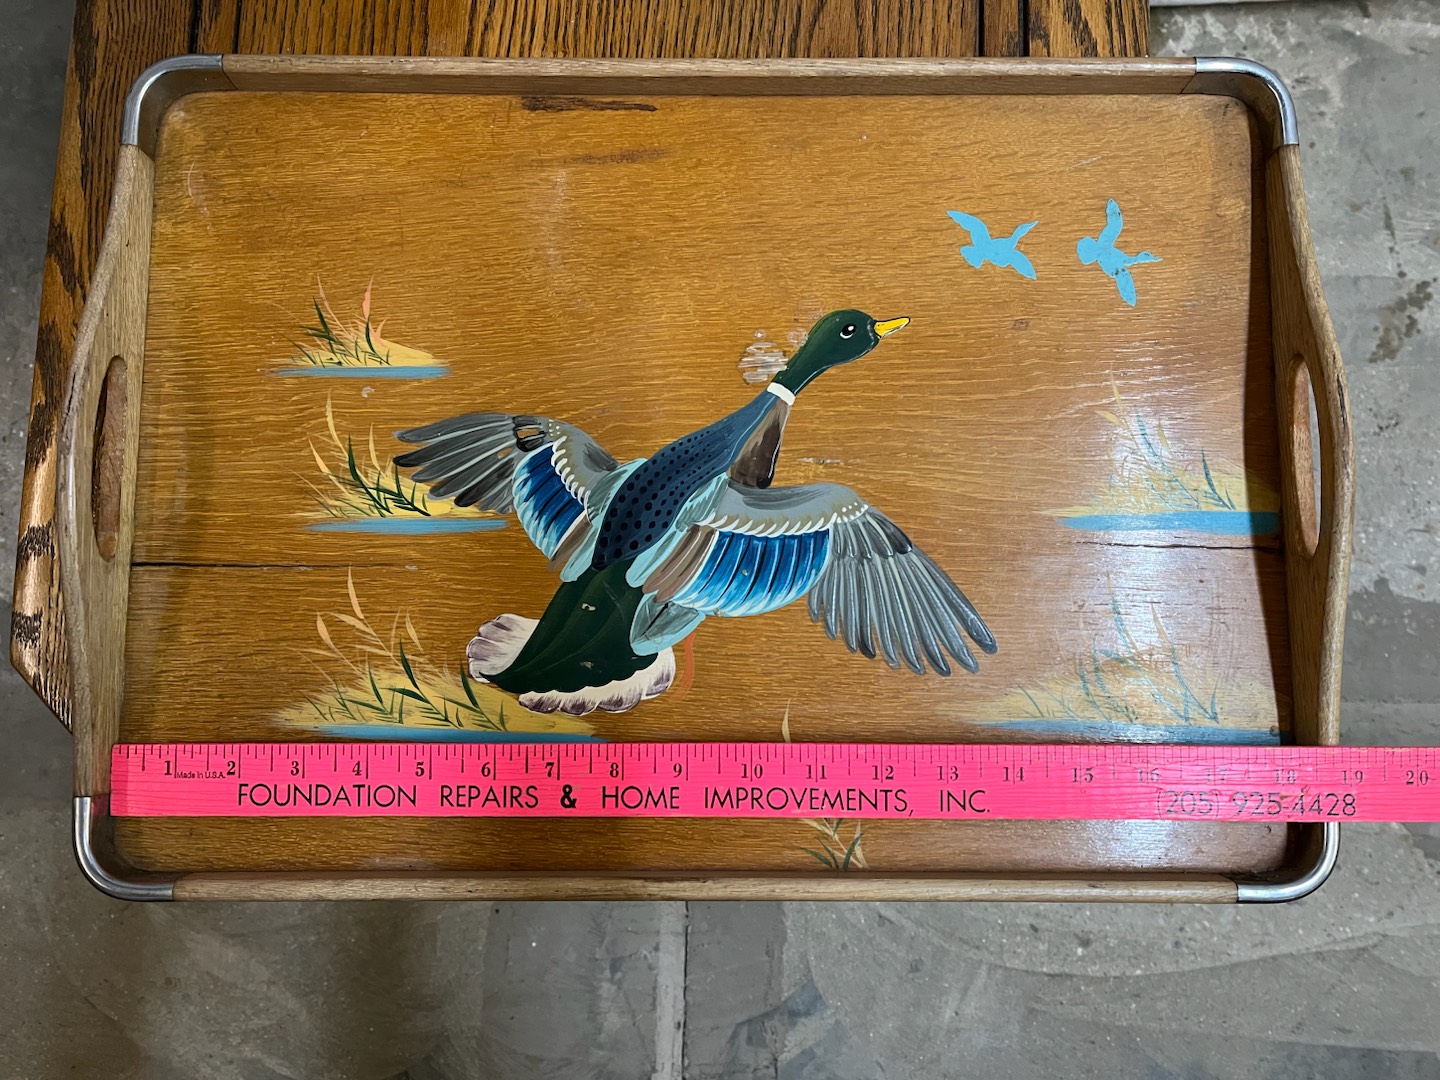 1 2 3 4 5 6 7 8 9 10 11 12 13 14 15 16 17 18 19 20
Made in U.S.A.
FOUNDATION REPAIRS & HOME IMPROVEMENTS, INC. (205) 925-4428